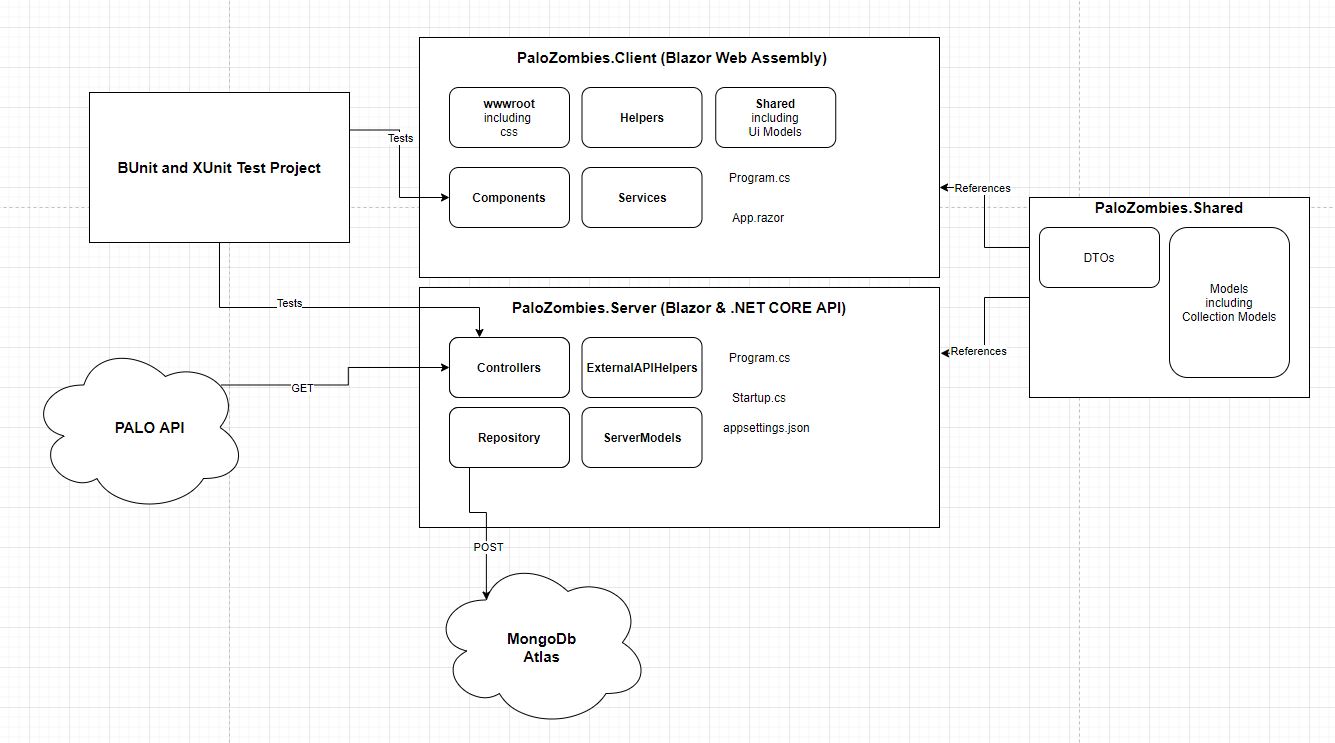 PaloZombies.Client (Blazor Web Assembly)
wwwroot
including
css
Helpers
Shared
including
Ui Models
BUnit and XUnit Test Project
Tests
Components
Services
Program.cs
App.razor
References
PaloZombies.Shared
DTOs
Models
including
Collection Models
Tests
PaloZombies.Server (Blazor & .NET CORE API)
References
Controllers
ExternalAPIHelpers
Program.cs
Startup.cs
GET
PALO API
Repository
ServerModels
appsettings.json
POST
MongoDb
Atlas